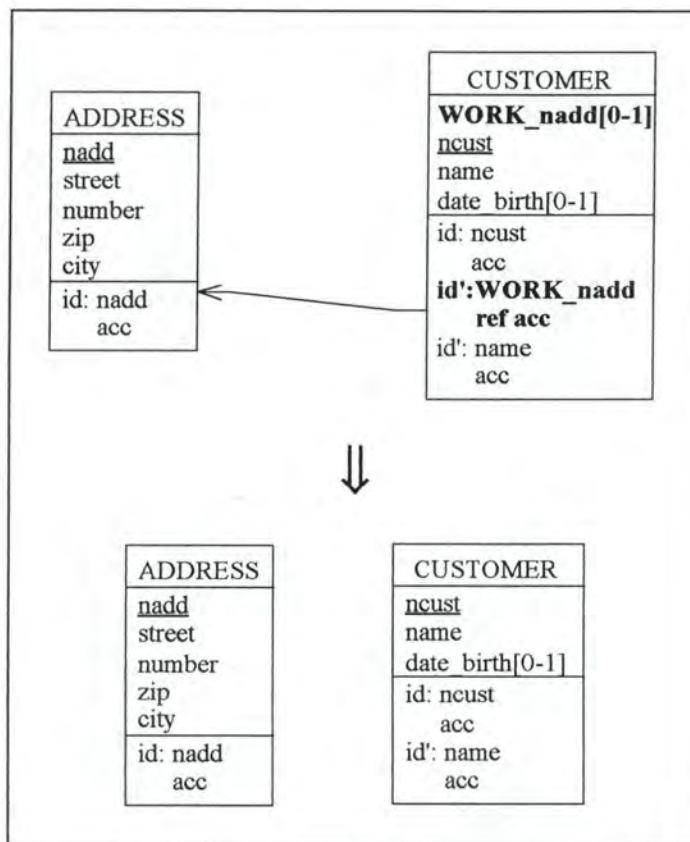 ADDRESS
nadd
street
number
zip
city
id: nadd
acc
CUSTOMER
WORK_nadd[0-1]
ncust
name
date_birth[0-1]
id: ncust
acc
id':WORK_nadd
ref acc
id': name
acc
ADDRESS
nadd
street
number
zip
city
id: nadd
acc
CUSTOMER
ncust
name
date_birth[0-1]
id: ncust
acc
id': name
acc